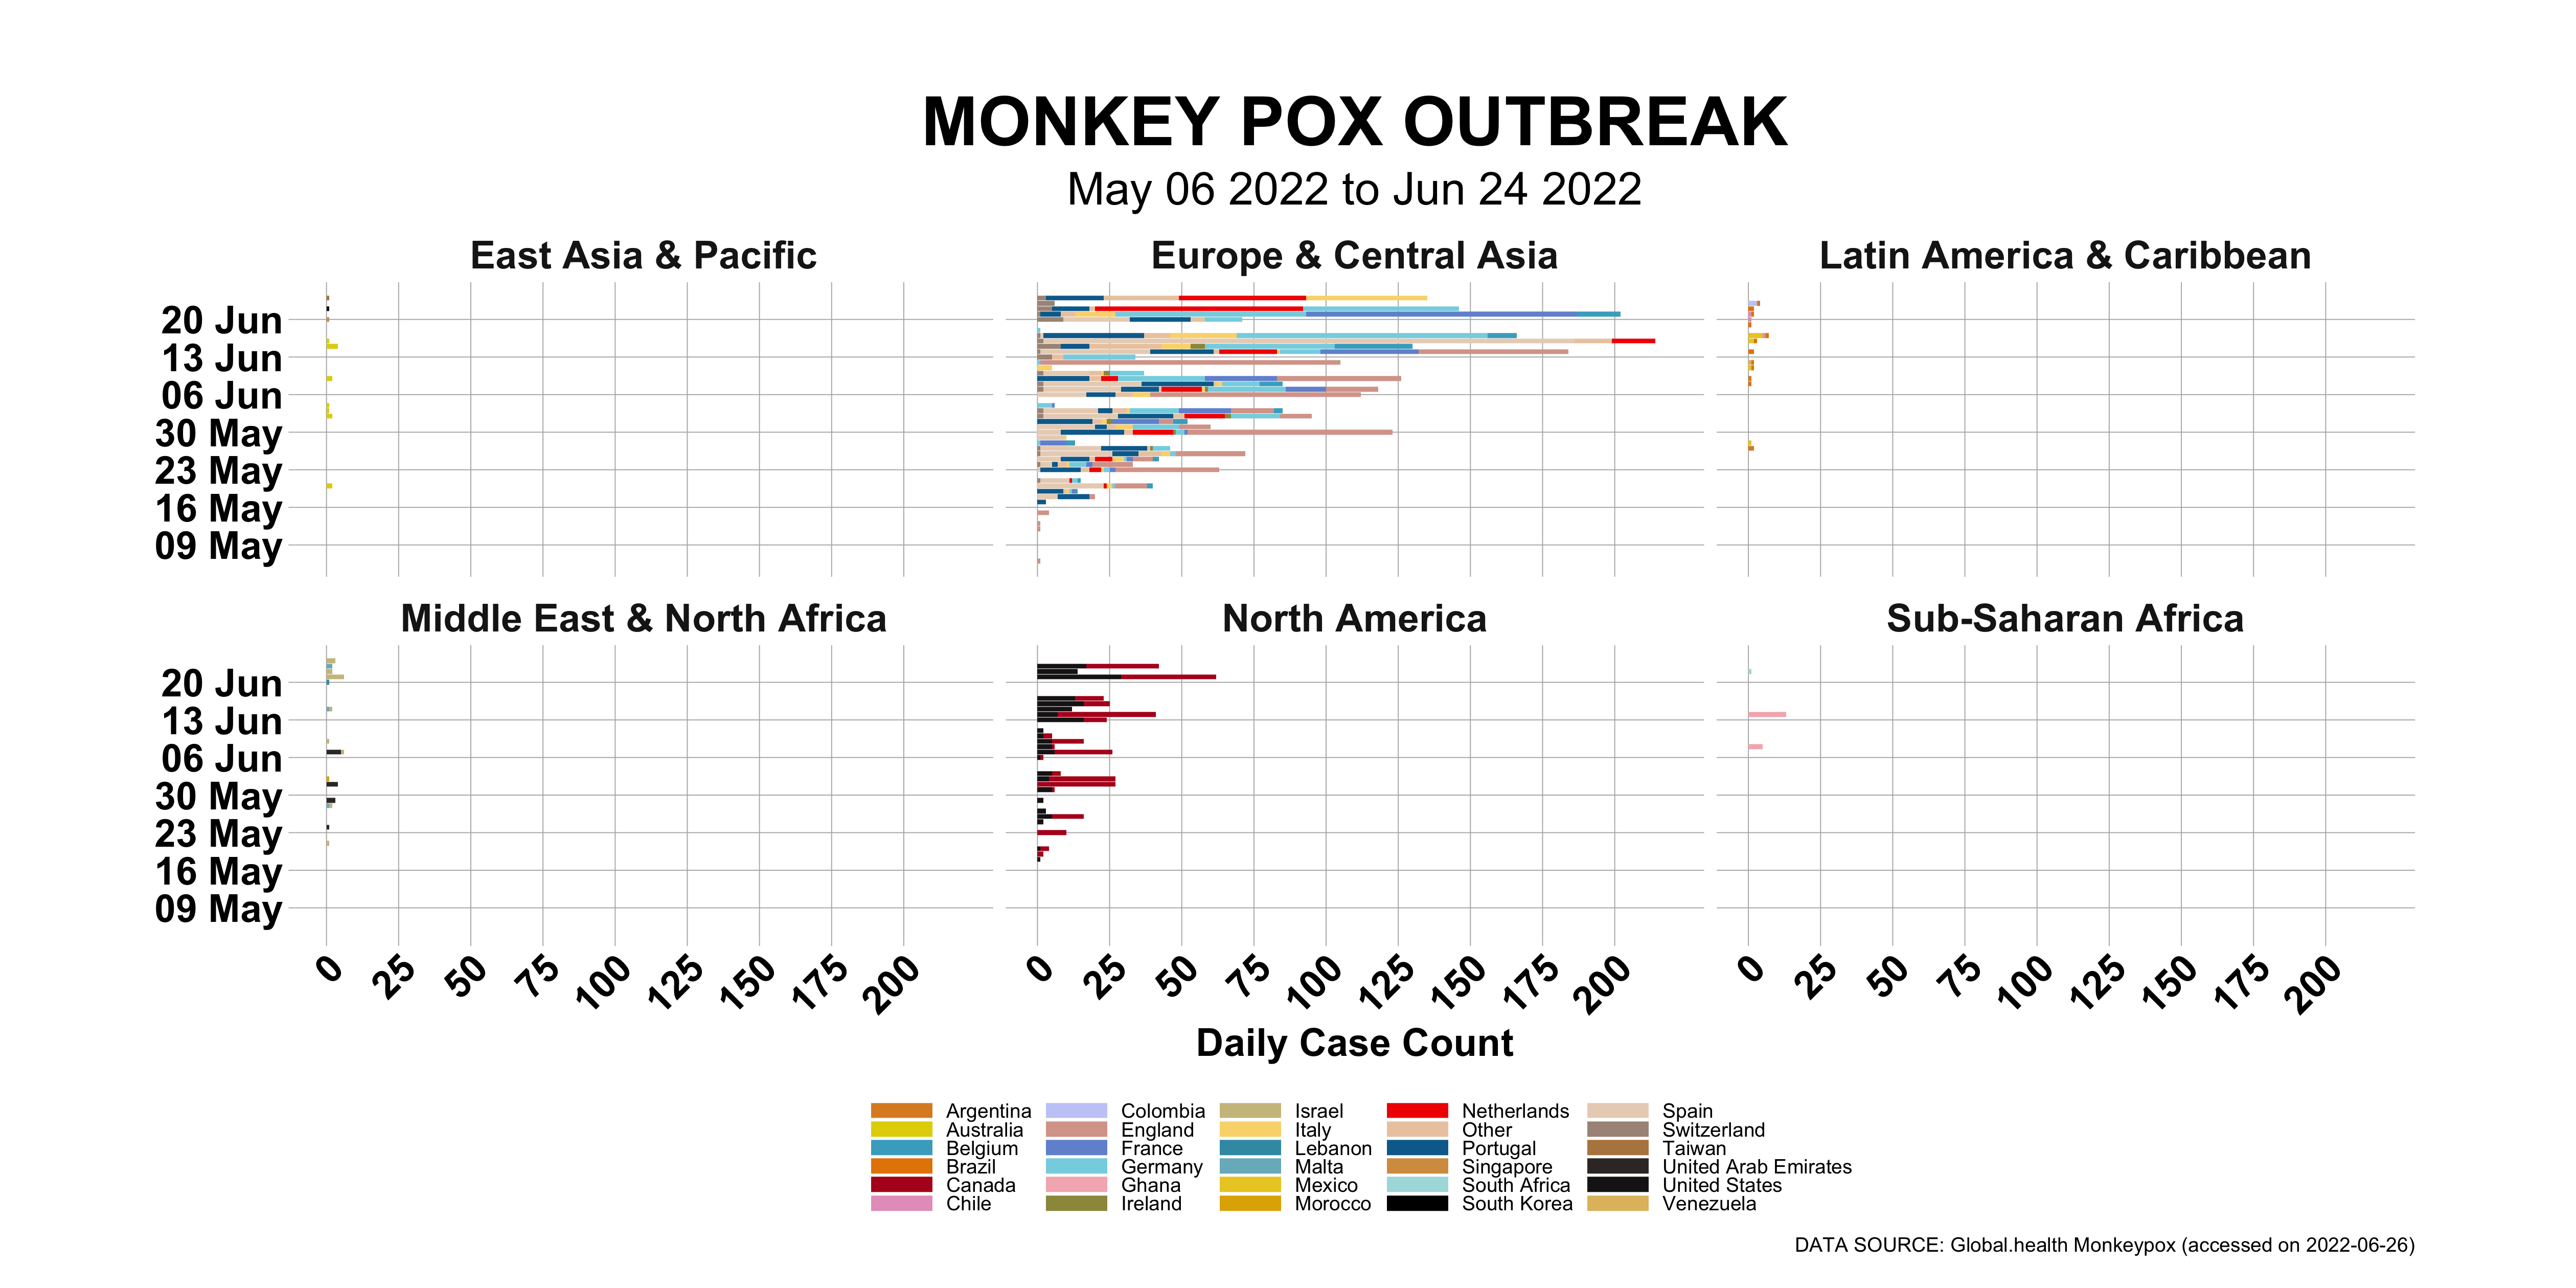 MONKEY POX OUTBREAK
May 06 2022 to Jun 24 2022
East Asia & Pacific
Europe & Central Asia
Latin America & Caribbean
20 Jun
13 Jun
06 Jun
30 May
23 May
16 May
09 May
Middle East & North Africa
North America
Sub-Saharan Africa
20 Jun
13 Jun
06 Jun
30 May
23 May
16 May
09 May
0 25 50 75 100 125 150 175 200
0 25 50 75 100 125 150 175 200
0 25 50 75 100 125 150 175 200
Daily Case Count
Argentina
Australia
Belgium
Brazil
Canada
Chile
Colombia
England
France
Germany
Ghana
Ireland
Israel
Italy
Lebanon
Malta
Mexico
Morocco
Netherlands
Other
Portugal
Singapore
South Africa
South Korea
Spain
Switzerland
Taiwan
United Arab Emirates
United States
Venezuela
DATA SOURCE: Global.health Monkeypox (accessed on 2022-06-26)